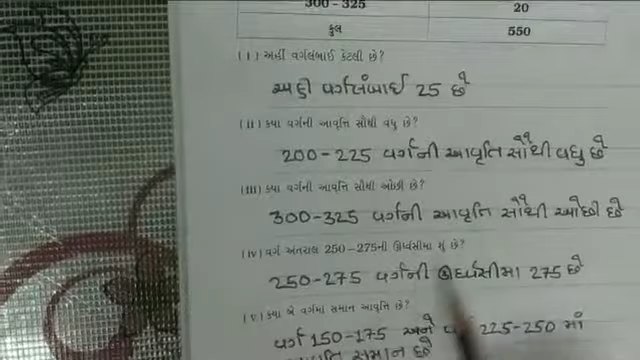 300 - 325 20
કુલ 550
(I) અહીં વર્ગલંબાઈ કેટલી છે?
અહી વર્ગલંબાઈ 25 છે
(II) કયા વર્ગની આવૃત્તિ સૌથી વધુ છે?
200-225 વર્ગની આવૃતિ સૌથી વધુ છે
(III) કયા વર્ગની આવૃત્તિ સૌથી ઓછી છે?
300-325 વર્ગની આવૃત્તિ સૌથી ઓછી છે
(IV) વર્ગ અંતરાલ 250-275ની ઊર્ધ્વસીમા શું છે?
250-275 વર્ગની ઊર્ધ્વસીમા 275 છે
(V) કયા બે વર્ગમાં સમાન આવૃત્તિ છે?
વર્ગ 150-175 અને 225-250 માં
સમાન છે